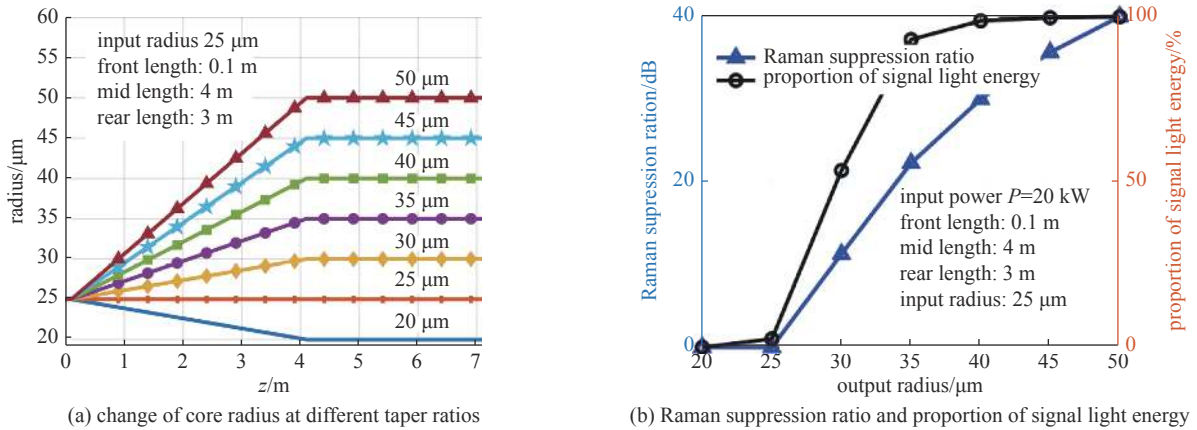 60
50
40
30
20
radius/μm
input radius 25 μm
front length: 0.1 m
mid length: 4 m
rear length: 3 m
50 μm
45 μm
40 μm
35 μm
30 μm
25 μm
20 μm
0 1 2 3 4 5 6 7
z/m
(a) change of core radius at different taper ratios
40
20
0
Raman supression ration/dB
Raman suppression ratio
proportion of signal light energy
input power P=20 kW
front length: 0.1 m
mid length: 4 m
rear length: 3 m
input radius: 25 μm
100
50
0
proportion of signal light energy/%
20 25 30 35 40 45 50
output radius/μm
(b) Raman suppression ratio and proportion of signal light energy